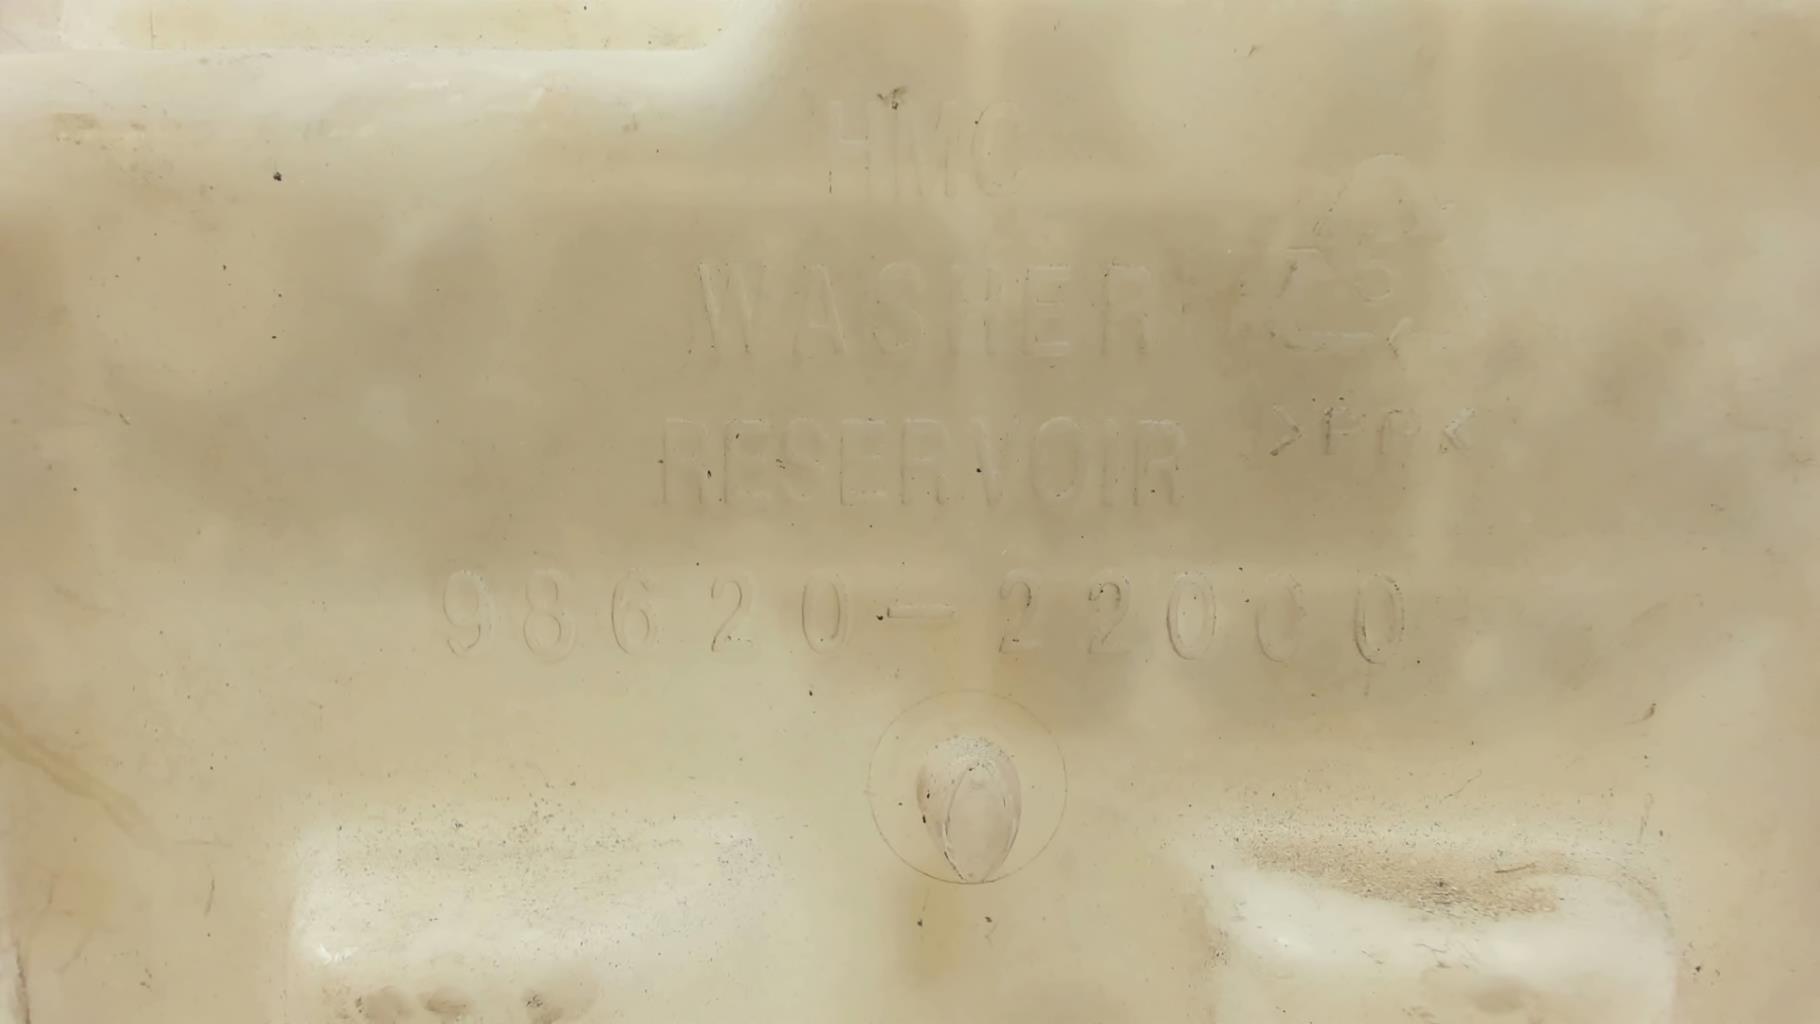 HMC
WASHER
RESERVOIR
>PP<
98620-22000